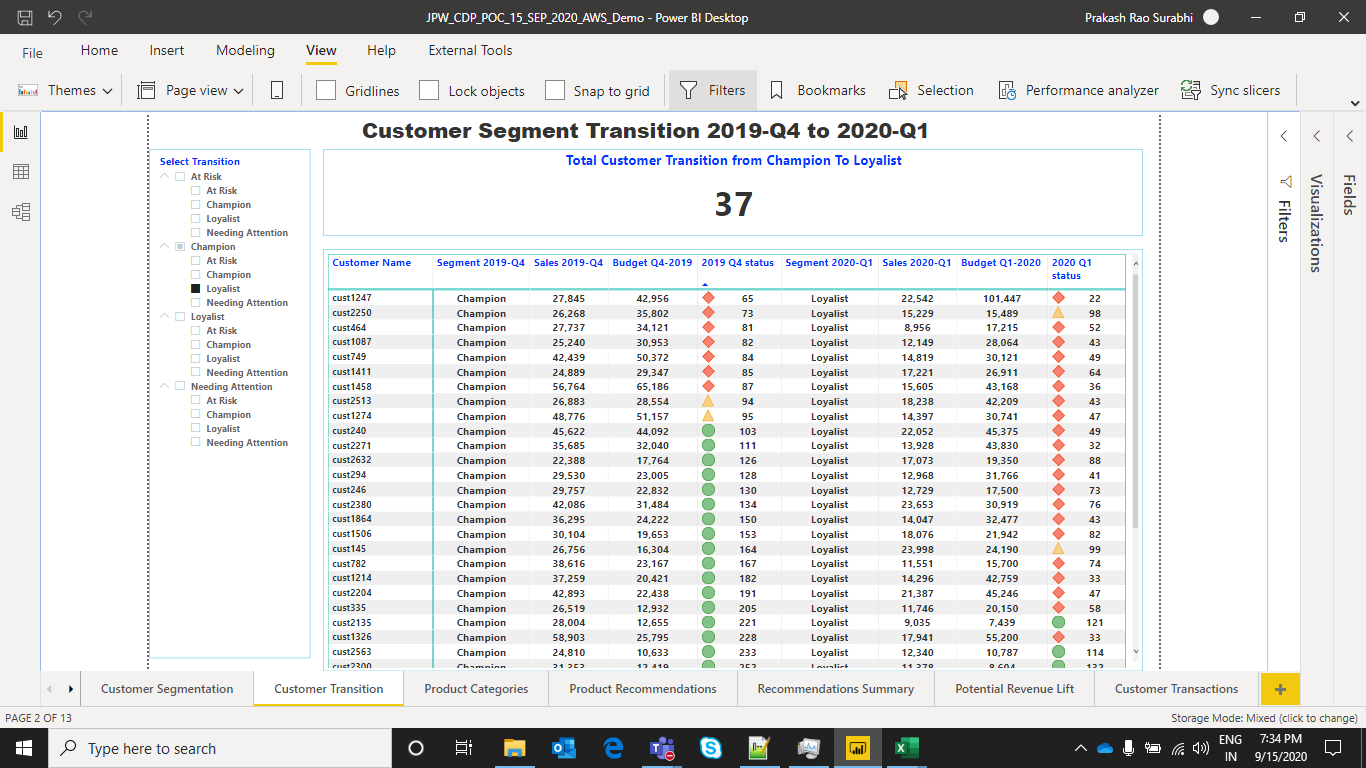 JPW_CDP_POC_15_SEP_2020_AWS_Demo - Power BI Desktop
Prakash Rao Surabhi
File Home Insert Modeling View Help External Tools
Themes Page view Gridlines Lock objects Snap to grid Filters Bookmarks Selection Performance analyzer Sync slicers
Customer Segment Transition 2019-Q4 to 2020-Q1
Select Transition
At Risk
At Risk
Champion
Loyalist
Needing Attention
Champion
At Risk
Champion
Loyalist
Needing Attention
Loyalist
At Risk
Champion
Loyalist
Needing Attention
Needing Attention
At Risk
Champion
Loyalist
Needing Attention
Total Customer Transition from Champion To Loyalist
37
Customer Name Segment 2019-Q4 Sales 2019-Q4 Budget Q4-2019 2019 Q4 status Segment 2020-Q1 Sales 2020-Q1 Budget Q1-2020 2020 Q1
status
cust1247 Champion 27,845 42,956 65 Loyalist 22,542 101,447 22
cust2250 Champion 26,268 35,802 73 Loyalist 15,229 15,489 98
cust464 Champion 27,737 34,121 81 Loyalist 8,956 17,215 52
cust1087 Champion 25,240 30,953 82 Loyalist 12,149 28,064 43
cust749 Champion 42,439 50,372 84 Loyalist 14,819 30,121 49
cust1411 Champion 24,889 29,347 85 Loyalist 17,221 26,911 64
cust1458 Champion 56,764 65,186 87 Loyalist 15,605 43,168 36
cust2513 Champion 26,883 28,554 94 Loyalist 18,238 42,209 43
cust1274 Champion 48,776 51,157 95 Loyalist 14,397 30,741 47
cust240 Champion 45,622 44,092 103 Loyalist 22,052 45,375 49
cust2271 Champion 35,685 32,040 111 Loyalist 13,928 43,830 32
cust2632 Champion 22,388 17,764 126 Loyalist 17,073 19,350 88
cust294 Champion 29,530 23,005 128 Loyalist 12,968 31,766 41
cust246 Champion 29,757 22,832 130 Loyalist 12,729 17,500 73
cust2380 Champion 42,086 31,484 134 Loyalist 23,653 30,919 76
cust1864 Champion 36,295 24,222 150 Loyalist 14,047 32,477 43
cust1506 Champion 30,104 19,653 153 Loyalist 18,076 21,942 82
cust145 Champion 26,756 16,304 164 Loyalist 23,998 24,190 99
cust782 Champion 38,616 23,167 167 Loyalist 11,551 15,700 74
cust1214 Champion 37,259 20,421 182 Loyalist 14,296 42,759 33
cust2204 Champion 42,893 22,438 191 Loyalist 21,387 45,246 47
cust335 Champion 26,519 12,932 205 Loyalist 11,746 20,150 58
cust2135 Champion 28,004 12,655 221 Loyalist 9,035 7,439 121
cust1326 Champion 58,903 25,795 228 Loyalist 17,941 55,200 33
cust2563 Champion 24,810 10,633 233 Loyalist 12,340 10,787 114
cust2300 Champion Loyalist
Filters
Visualizations
Fields
Customer Segmentation Customer Transition Product Categories Product Recommendations Recommendations Summary Potential Revenue Lift Customer Transactions +
PAGE 2 OF 13
Storage Mode: Mixed (click to change)
Type here to search
ENG
IN
7:34 PM
9/15/2020